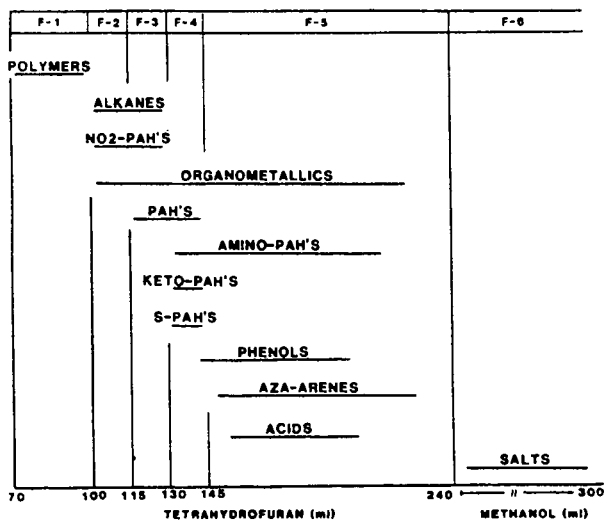 F-1 F-2 F-3 F-4 F-5 F-6
POLYMERS
ALKANES
NO2-PAH'S
ORGANOMETALLICS
PAH'S
AMINO-PAH'S
KETO-PAH'S
S-PAH'S
PHENOLS
AZA-ARENES
ACIDS
SALTS
70 100 115 130 145 240 300
TETRAHYDROFURAN (ml) METHANOL (ml)